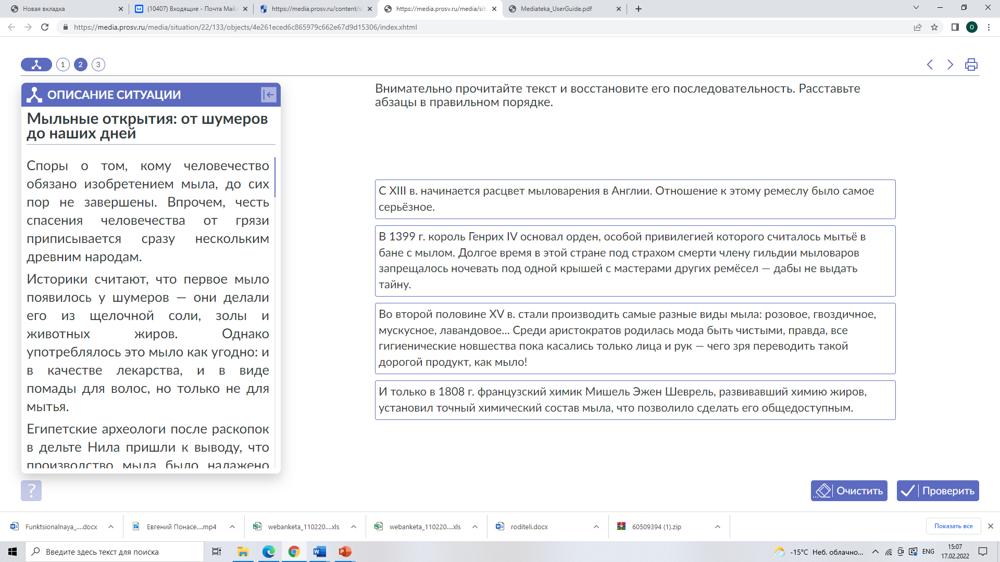 Новая вкладка
(10407) Входящие - Почта Mail.
https://media.prosv.ru/content/si
https://media.prosv.ru/media/situ
Mediateka_UserGuide.pdf
https://media.prosv.ru/media/situation/22/133/objects/4e261eced6c865979c662e67d9d15306/index.xhtml
O
1
2
3
ОПИСАНИЕ СИТУАЦИИ
Мыльные открытия: от шумеров
до наших дней
Споры о том, кому человечество
обязано изобретением мыла, до сих
пор не завершены. Впрочем, честь
спасения человечества от грязи
приписывается сразу нескольким
древним народам.
Историки считают, что первое мыло
появилось у шумеров — они делали
его из щелочной соли, золы и
животных жиров. Однако
употреблялось это мыло как угодно: и
в качестве лекарства, и в виде
помады для волос, но только не для
мытья.
Египетские археологи после раскопок
в дельте Нила пришли к выводу, что
производство мыла было налажено
Внимательно прочитайте текст и восстановите его последовательность. Расставьте
абзацы в правильном порядке.
С XIII в. начинается расцвет мыловарения в Англии. Отношение к этому ремеслу было самое
серьёзное.
В 1399 г. король Генрих IV основал орден, особой привилегией которого считалось мытьё в
бане с мылом. Долгое время в этой стране под страхом смерти члену гильдии мыловаров
запрещалось ночевать под одной крышей с мастерами других ремёсел — дабы не выдать
тайну.
Во второй половине XV в. стали производить самые разные виды мыла: розовое, гвоздичное,
мускусное, лавандовое... Среди аристократов родилась мода быть чистыми, правда, все
гигиенические новшества пока касались только лица и рук — чего зря переводить такой
дорогой продукт, как мыло!
И только в 1808 г. французский химик Мишель Эжен Шеврель, развивавший химию жиров,
установил точный химический состав мыла, что позволило сделать его общедоступным.
?
Очистить
Проверить
Funktsionalnaya_....docx
Евгений Понасе....mp4
webanketa_110220....xls
webanketa_110220....xls
roditeli.docx
60509394 (1).zip
Показать все
Введите здесь текст для поиска
-15°C Неб. облачно...
ENG
15:07
17.02.2022